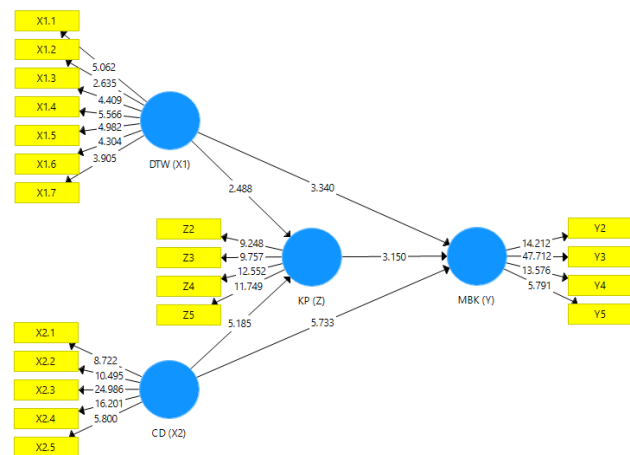 X1.1
X1.2
X1.3
X1.4
X1.5
X1.6
X1.7
5.062
2.635
4.409
5.566
4.982
4.304
3.905
DTW (X1)
2.488
3.340
Z2
Z3
Z4
Z5
9.248
9.757
12.552
11.749
KP (Z)
3.150
MBK (Y)
14.212
47.712
13.576
5.791
Y2
Y3
Y4
Y5
5.185
5.733
X2.1
X2.2
X2.3
X2.4
X2.5
8.722
10.495
24.986
16.201
5.800
CD (X2)